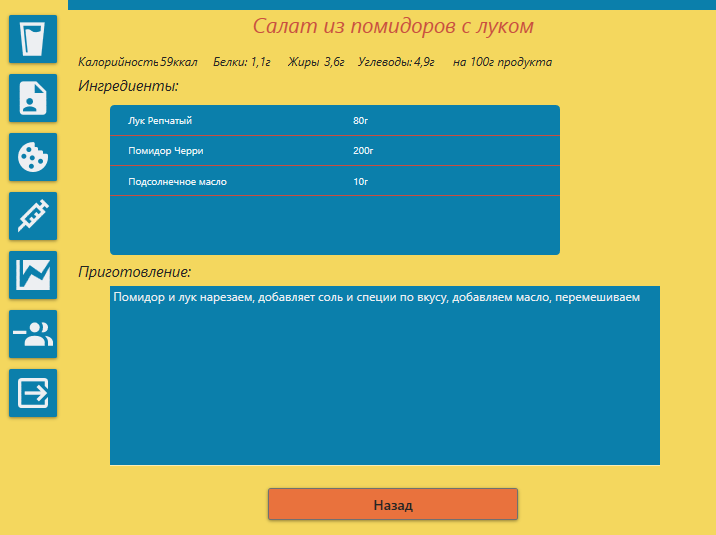 Салат из помидоров с луком
Калорийность 59ккал Белки: 1,1г Жиры 3,6г Углеводы: 4,9г на 100г продукта
Ингредиенты:
Лук Репчатый 80г
Помидор Черри 200г
Подсолнечное масло 10г
Приготовление:
Помидор и лук нарезаем, добавляет соль и специи по вкусу, добавляем масло, перемешиваем
Назад